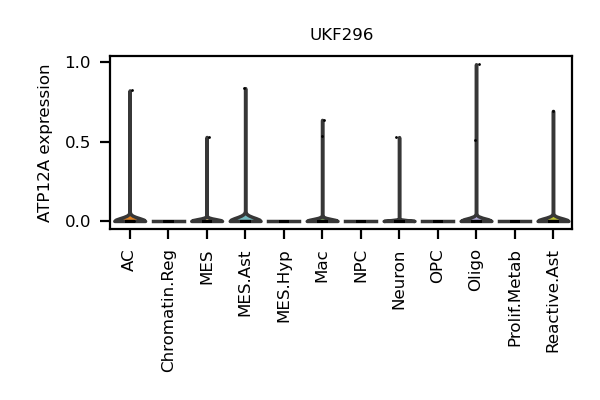 UKF296
ATP12A expression
1.0
0.5
0.0
AC
Chromatin.Reg
MES
MES.Ast
MES.Hyp
Mac
NPC
Neuron
OPC
Oligo
Prolif.Metab
Reactive.Ast